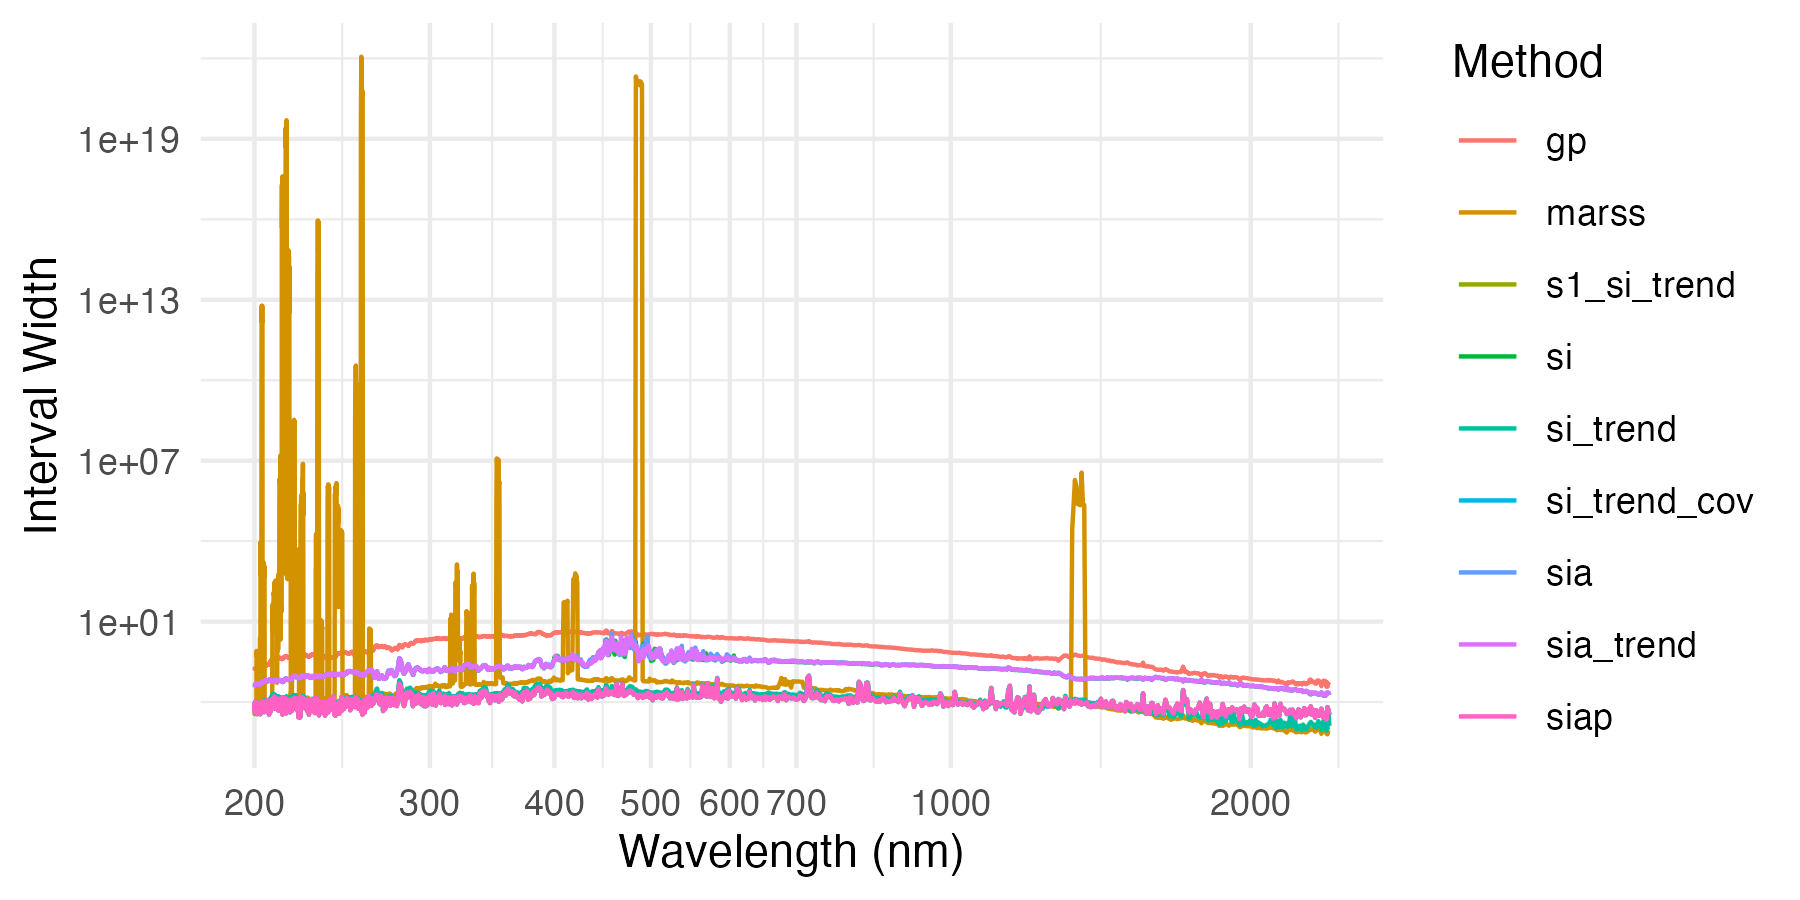 Method
gp
marss
s1_si_trend
si
si_trend
si_trend_cov
sia
sia_trend
siap
Interval Width
1e+19
1e+13
1e+07
1e+01
200 300 400 500 600 700 1000 2000
Wavelength (nm)